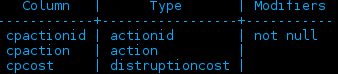 Column | Type | Modifiers
------------+------------------+-----------
cpactionid | actionid | not null
cpaction | action |
cpcost | distruptioncost |